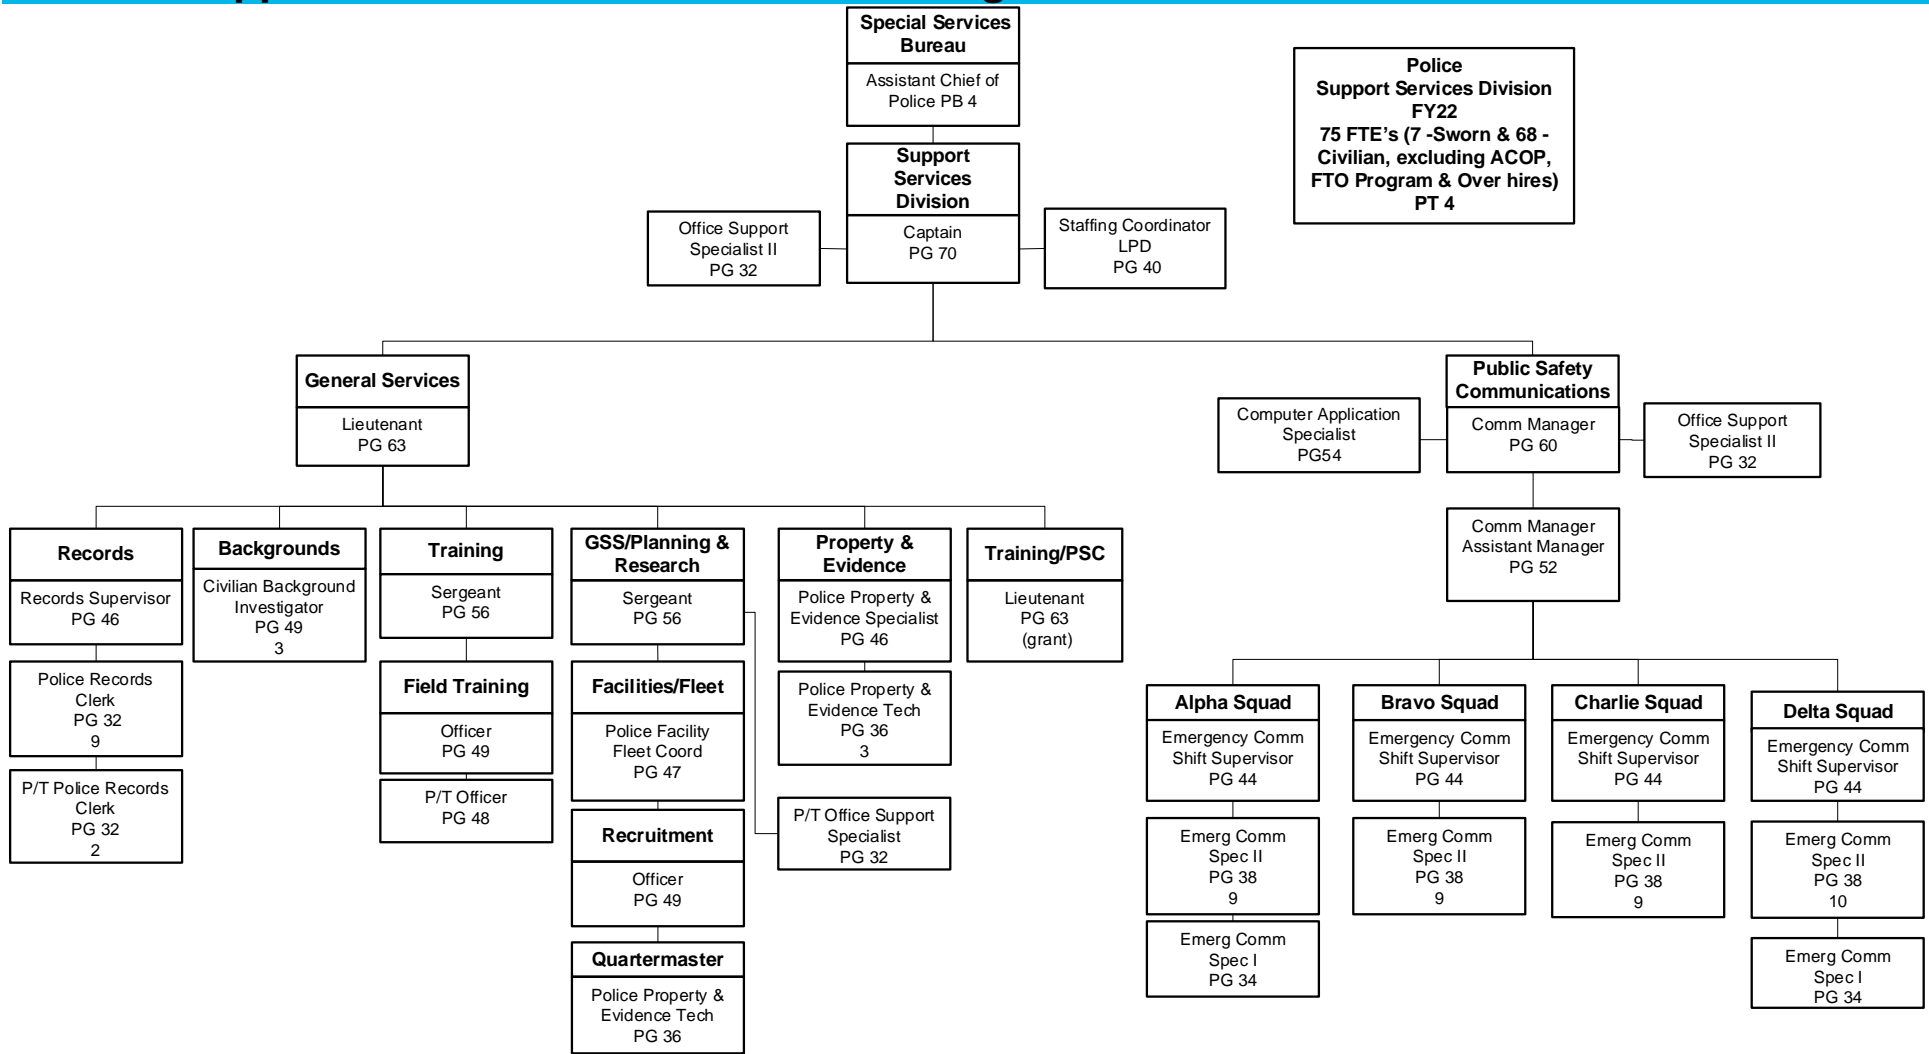 Special Services
Bureau
Assistant Chief of
Police PB 4
Police
Support Services Division
FY22
75 FTE’s (7 -Sworn & 68 -
Civilian, excluding ACOP,
FTO Program & Over hires)
PT 4
Support
Services
Division
Captain
PG 70
Office Support
Specialist II
PG 32
Staffing Coordinator
LPD
PG 40
General Services
Lieutenant
PG 63
Public Safety
Communications
Comm Manager
PG 60
Computer Application
Specialist
PG54
Office Support
Specialist II
PG 32
Comm Manager
Assistant Manager
PG 52
Records
Records Supervisor
PG 46
Police Records
Clerk
PG 32
9
P/T Police Records
Clerk
PG 32
2
Backgrounds
Civilian Background
Investigator
PG 49
3
Training
Sergeant
PG 56
Field Training
Officer
PG 49
P/T Officer
PG 48
GSS/Planning &
Research
Sergeant
PG 56
Facilities/Fleet
Police Facility
Fleet Coord
PG 47
Recruitment
Officer
PG 49
Quartermaster
Police Property &
Evidence Tech
PG 36
Property &
Evidence
Police Property &
Evidence Specialist
PG 46
Police Property &
Evidence Tech
PG 36
3
P/T Office Support
Specialist
PG 32
Training/PSC
Lieutenant
PG 63
(grant)
Alpha Squad
Emergency Comm
Shift Supervisor
PG 44
Emerg Comm
Spec II
PG 38
9
Emerg Comm
Spec I
PG 34
Bravo Squad
Emergency Comm
Shift Supervisor
PG 44
Emerg Comm
Spec II
PG 38
9
Charlie Squad
Emergency Comm
Shift Supervisor
PG 44
Emerg Comm
Spec II
PG 38
9
Delta Squad
Emergency Comm
Shift Supervisor
PG 44
Emerg Comm
Spec II
PG 38
10
Emerg Comm
Spec I
PG 34